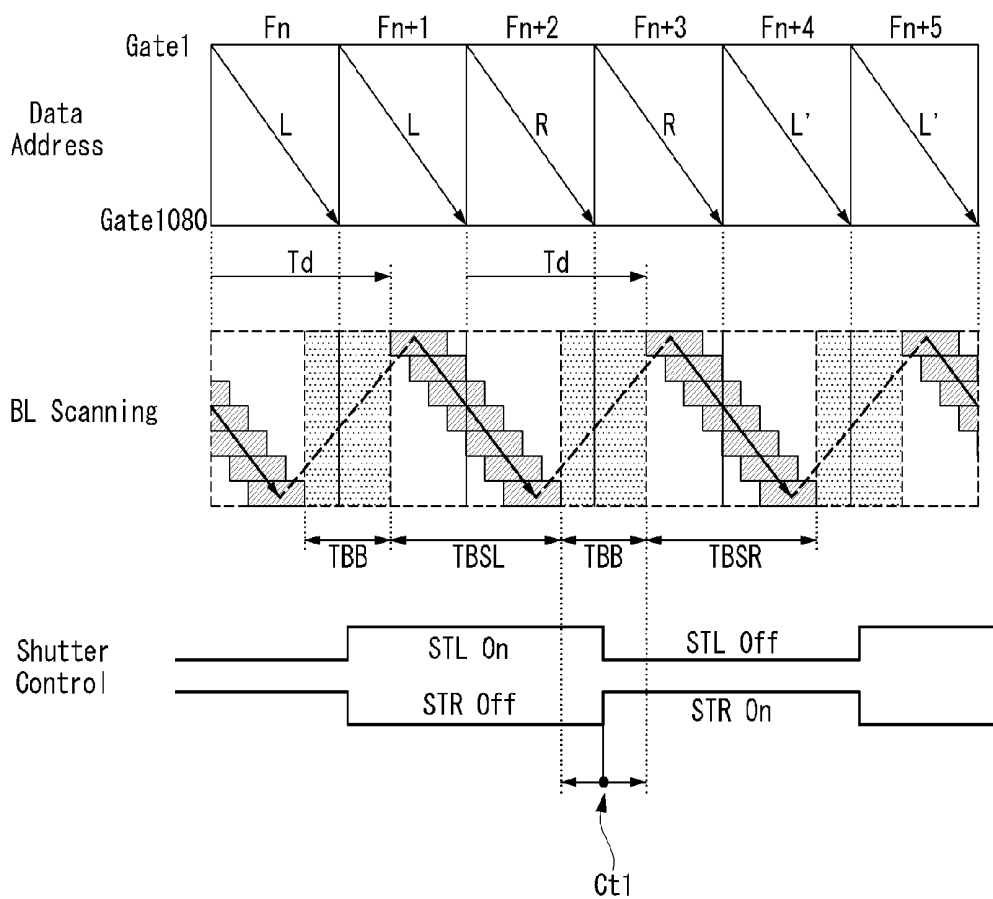 Fn Fn+1 Fn+2 Fn+3 Fn+4 Fn+5
Gate1
Data
Address
L L R R L' L'
Gate1080
Td Td
BL Scanning
TBB TBSL TBB TBSR
Shutter
Control
STL On STL Off
STR Off STR On
Ct1